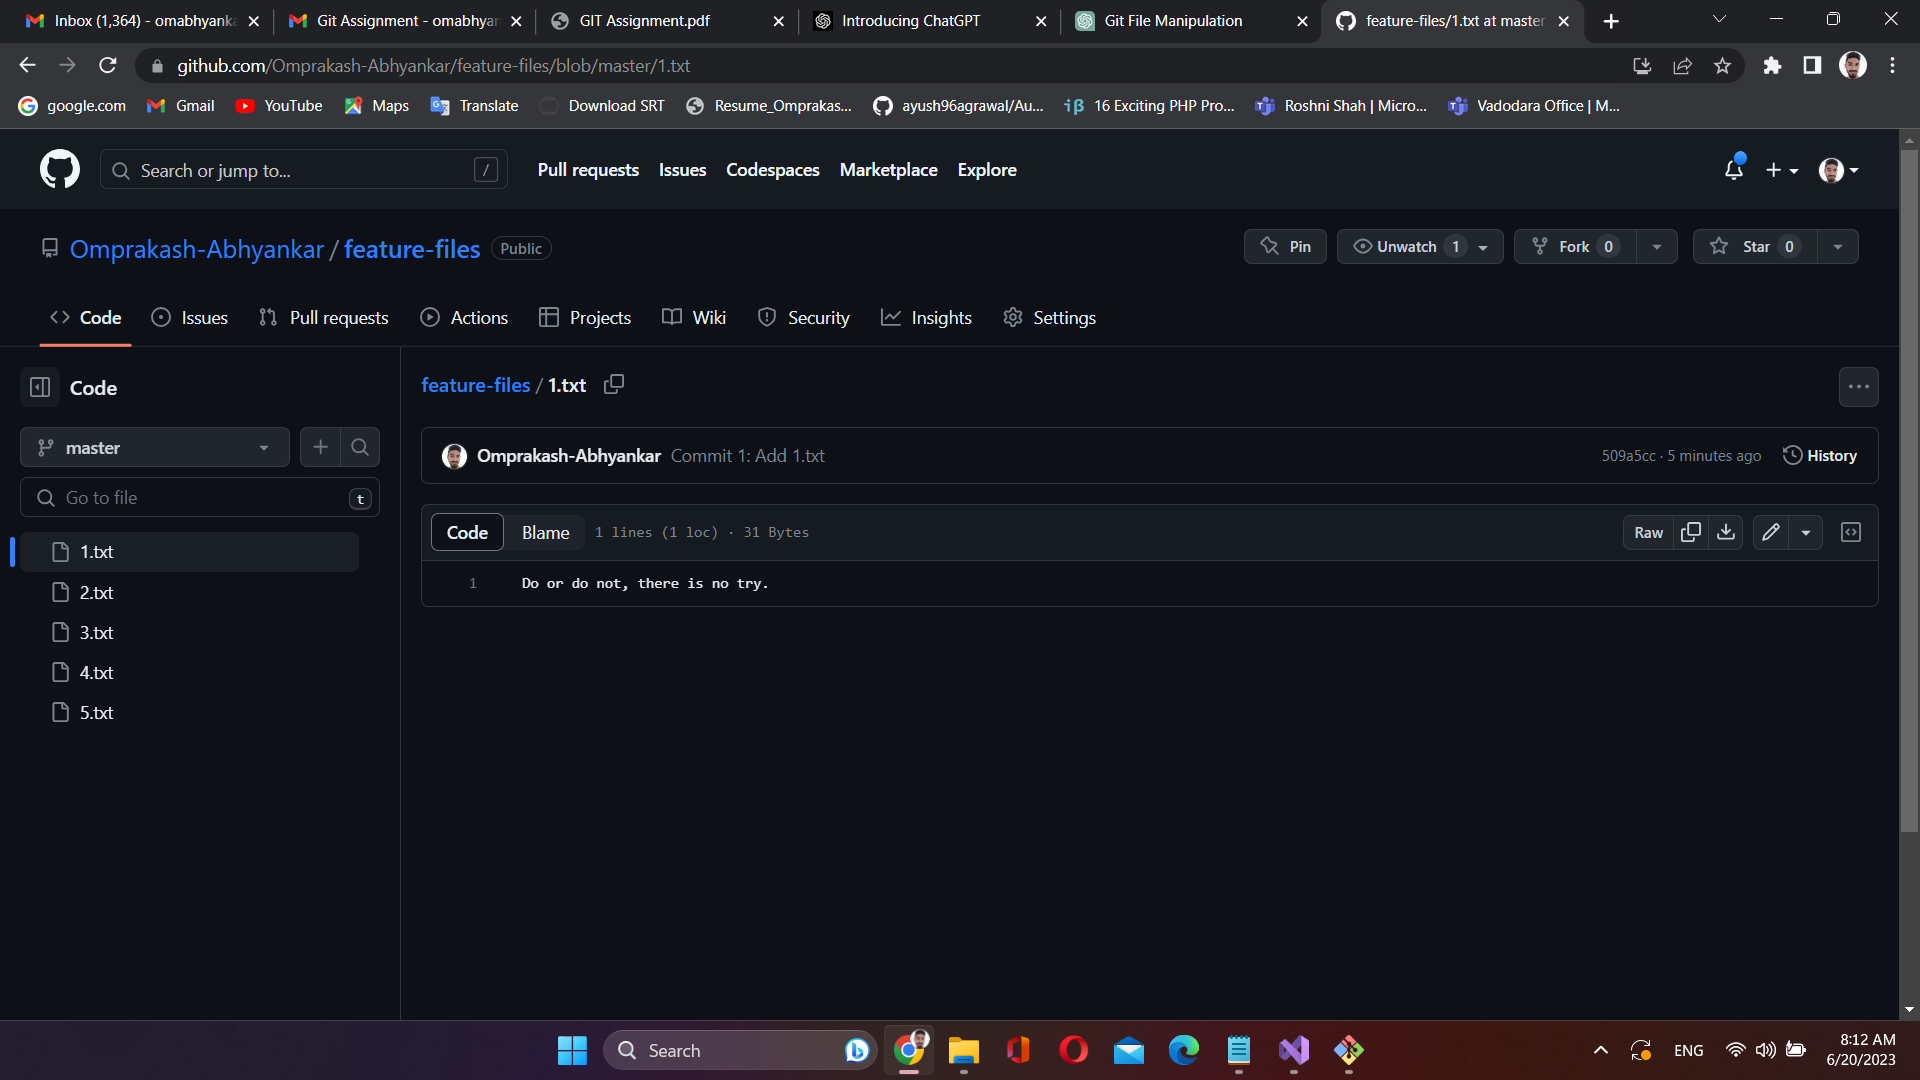 Inbox (1,364) - omabhyanka
Git Assignment - omabhyan
GIT Assignment.pdf
Introducing ChatGPT
Git File Manipulation
feature-files/1.txt at master
github.com/Omprakash-Abhyankar/feature-files/blob/master/1.txt
google.com
Gmail
YouTube
Maps
Translate
Download SRT
Resume_Omprakas...
ayush96agrawal/Au...
iβ 16 Exciting PHP Pro...
Roshni Shah | Micro...
Vadodara Office | M...
Search or jump to... /
Pull requests
Issues
Codespaces
Marketplace
Explore
Omprakash-Abhyankar / feature-files Public
Pin
Unwatch 1
Fork 0
Star 0
Code
Issues
Pull requests
Actions
Projects
Wiki
Security
Insights
Settings
Code
master
Go to file t
1.txt
2.txt
3.txt
4.txt
5.txt
feature-files / 1.txt
Omprakash-Abhyankar Commit 1: Add 1.txt
509a5cc · 5 minutes ago
History
Code
Blame
1 lines (1 loc) · 31 Bytes
Raw
1 Do or do not, there is no try.
Search
ENG
8:12 AM
6/20/2023